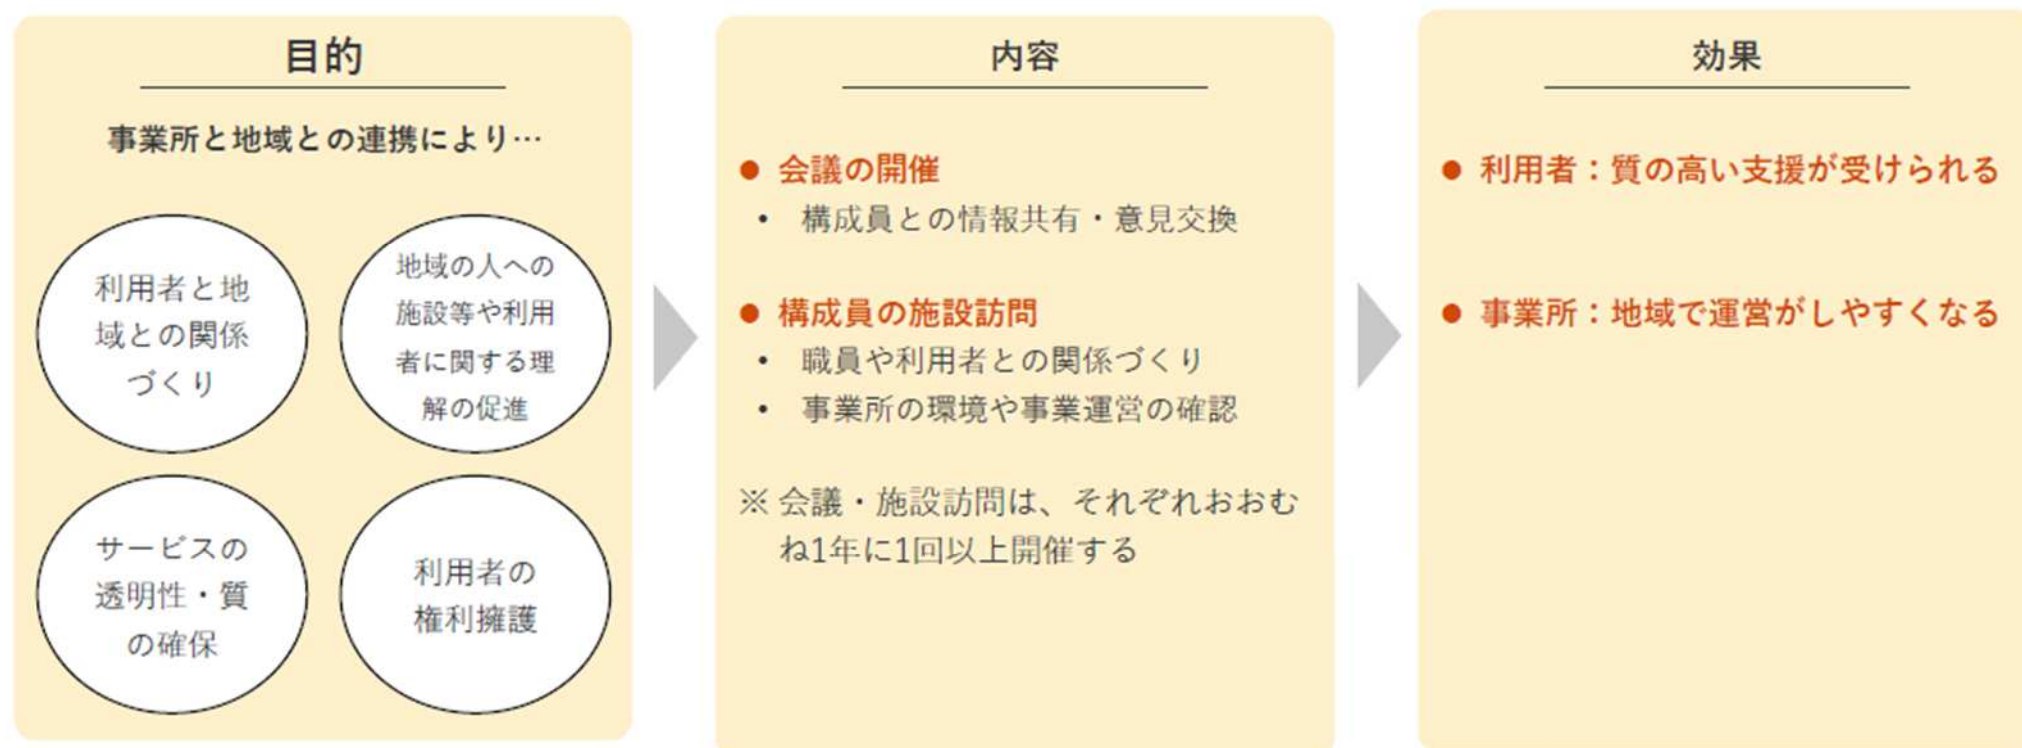 目的
事業所と地域との連携により…
利用者と地
域との関係
づくり
地域の人への
施設等や利用
者に関する理
解の促進
サービスの
透明性・質
の確保
利用者の
権利擁護
内容
● 会議の開催
• 構成員との情報共有・意見交換
● 構成員の施設訪問
• 職員や利用者との関係づくり
• 事業所の環境や事業運営の確認
※ 会議・施設訪問は、それぞれおおむ
ね1年に1回以上開催する
効果
● 利用者：質の高い支援が受けられる
● 事業所：地域で運営がしやすくなる